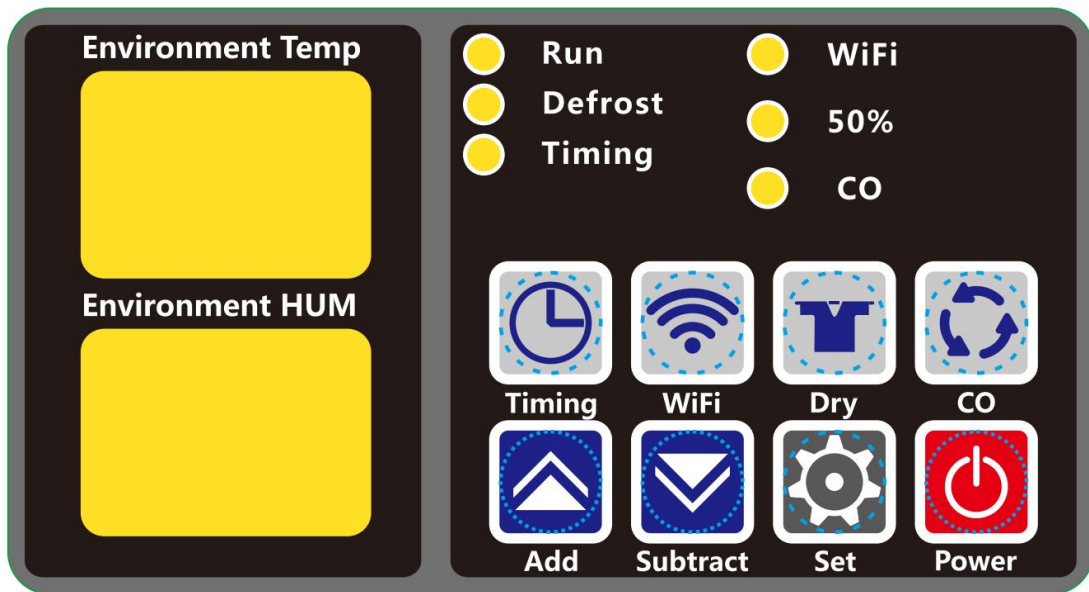 Environment Temp
Environment HUM
Run
Defrost
Timing
WiFi
50%
CO
Timing WiFi Dry CO
Add Subtract Set Power